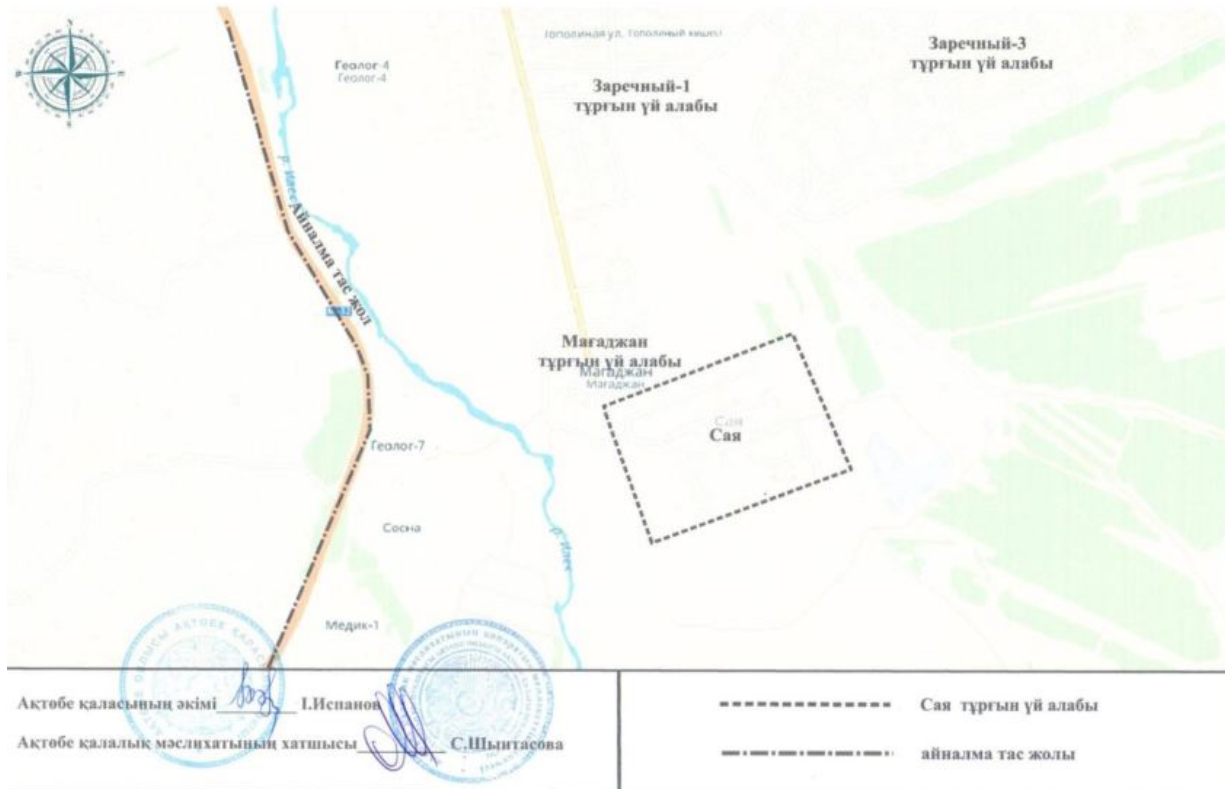 N
W
E
S
Тополиная ул. Тополиный көшесі
Геолог-4
Геолог-4
Заречный-1
тұрғын үй алабы
Заречный-3
тұрғын үй алабы
р. Илек
Айналма тас жол
Мағаджан
тұрғын үй алабы
Магаджан
Магаджан
Сая
Сая
Геолог-7
Сосна
р. Илек
Медик-1
Ақтөбе қаласының әкімі І.Испанов
Ақтөбе қалалық мәслихатының хатшысы С.Шынтасова
Сая тұрғын үй алабы
айналма тас жолы